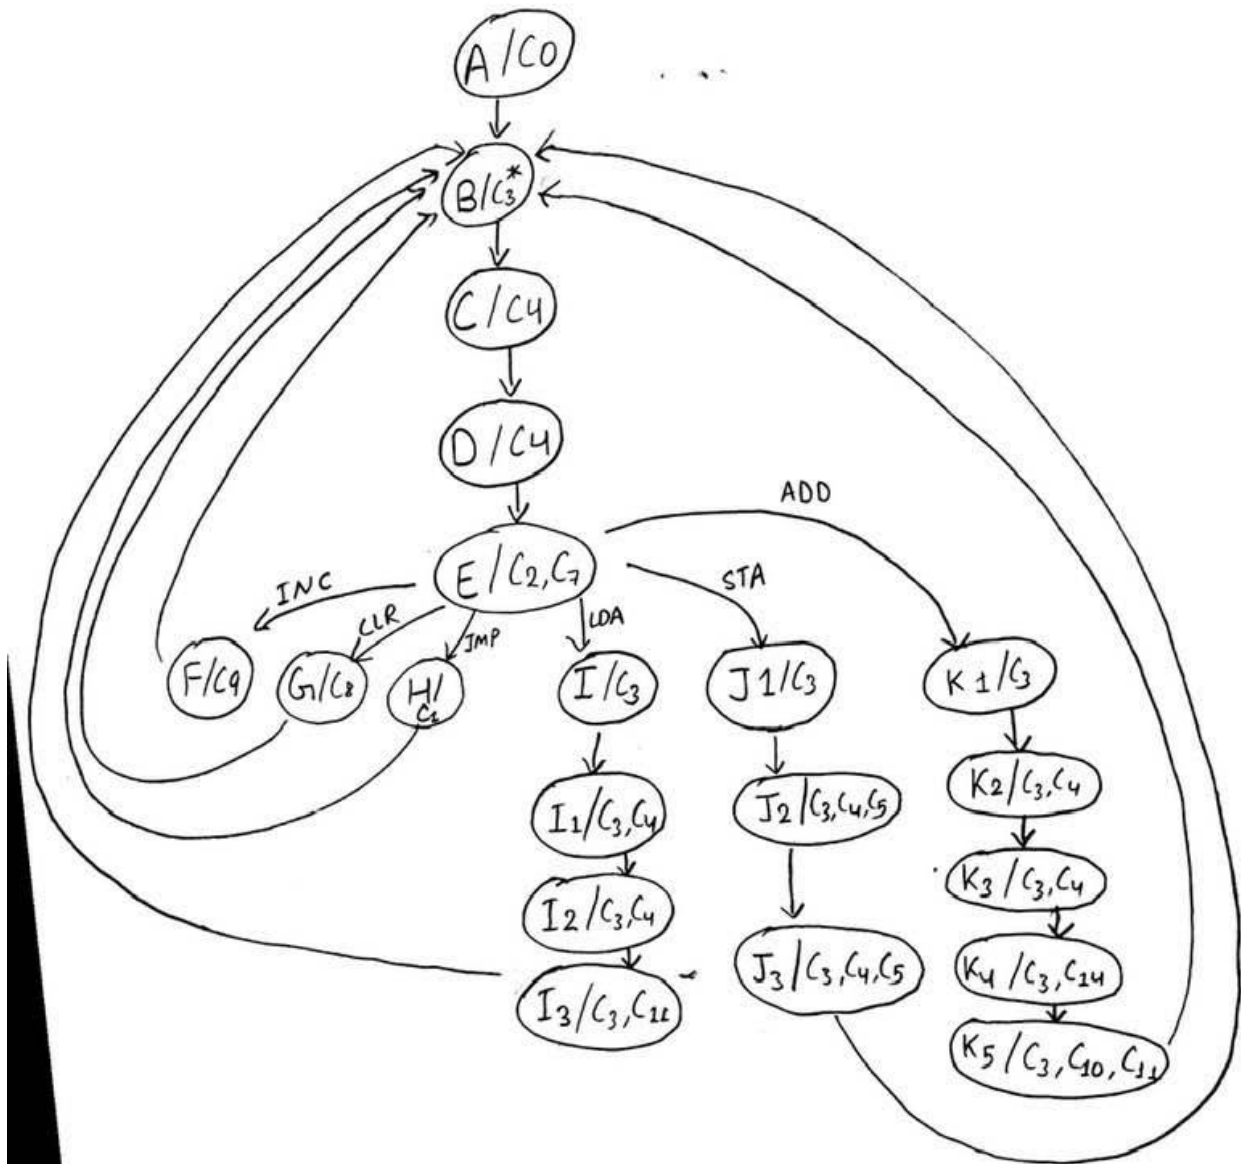 A/C0
B/C3*
C/C4
D/C4
ADD
E/C2,C7
STA
INC
CLR
JMP
LDA
F/C9
G/C8
H/
C1
I/C3
J1/C3
K1/C3
I1/C3,C4
J2/C3,C4,C5
K2/C3,C4
I2/C3,C4
K3/C3,C4
I3/C3,C11
J3/C3,C4,C5
K4/C3,C14
K5/C3,C10,C11